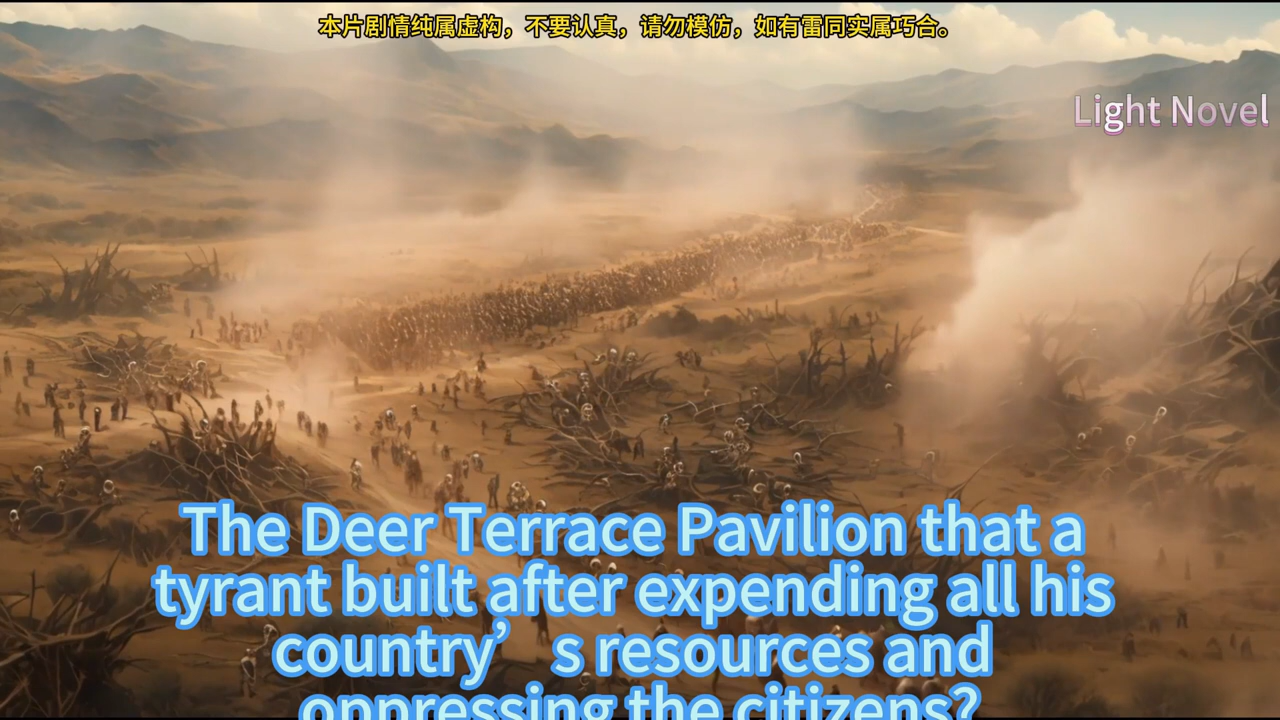 本片剧情纯属虚构，不要认真，请勿模仿，如有雷同实属巧合。
Light Novel
The Deer Terrace Pavilion that a
tyrant built after expending all his
country’s resources and
oppressing the citizens?